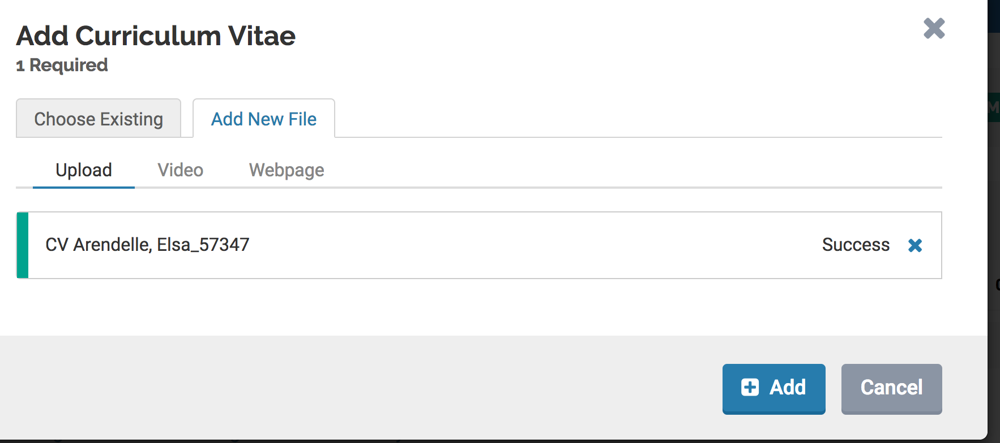 Add Curriculum Vitae
1 Required
Choose Existing
Add New File
Upload
Video
Webpage
CV Arendelle, Elsa_57347
Success
Add
Cancel